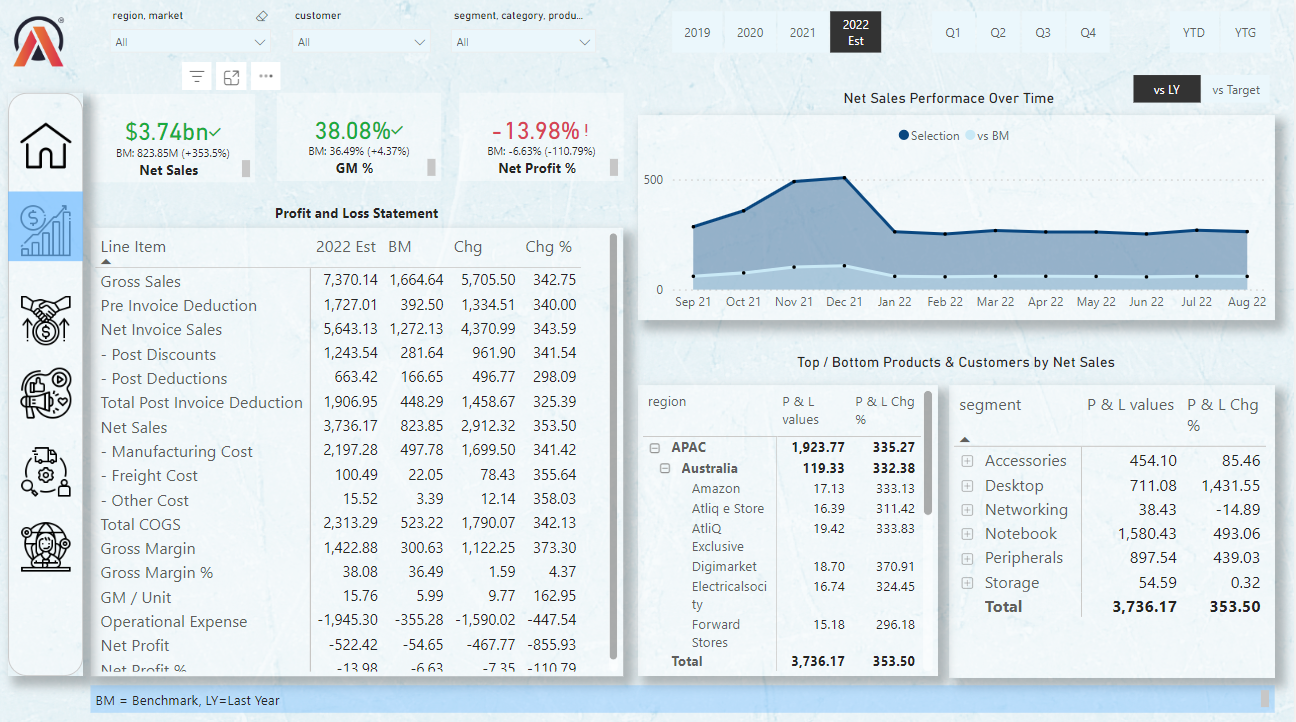 region, market
customer
segment, category, produ...
All
All
All
2019 2020 2021 2022 Est
Q1 Q2 Q3 Q4
YTD YTG
vs LY vs Target
$3.74bn
BM: 823.85M (+353.5%)
Net Sales
38.08%
BM: 36.49% (+4.37%)
GM %
-13.98% !
BM: -6.63% (-110.79%)
Net Profit %
Net Sales Performace Over Time
Selection vs BM
500
0
Sep 21 Oct 21 Nov 21 Dec 21 Jan 22 Feb 22 Mar 22 Apr 22 May 22 Jun 22 Jul 22 Aug 22
Profit and Loss Statement
Line Item 2022 Est BM Chg Chg %
Gross Sales 7,370.14 1,664.64 5,705.50 342.75
Pre Invoice Deduction 1,727.01 392.50 1,334.51 340.00
Net Invoice Sales 5,643.13 1,272.13 4,370.99 343.59
- Post Discounts 1,243.54 281.64 961.90 341.54
- Post Deductions 663.42 166.65 496.77 298.09
Total Post Invoice Deduction 1,906.95 448.29 1,458.67 325.39
Net Sales 3,736.17 823.85 2,912.32 353.50
- Manufacturing Cost 2,197.28 497.78 1,699.50 341.42
- Freight Cost 100.49 22.05 78.43 355.64
- Other Cost 15.52 3.39 12.14 358.03
Total COGS 2,313.29 523.22 1,790.07 342.13
Gross Margin 1,422.88 300.63 1,122.25 373.30
Gross Margin % 38.08 36.49 1.59 4.37
GM / Unit 15.76 5.99 9.77 162.95
Operational Expense -1,945.30 -355.28 -1,590.02 -447.54
Net Profit -522.42 -54.65 -467.77 -855.93
Net Profit % -13.98 -6.63 -7.35 -110.79
Top / Bottom Products & Customers by Net Sales
region P & L values P & L Chg %
APAC 1,923.77 335.27
Australia 119.33 332.38
Amazon 17.13 333.13
Atliq e Store 16.39 311.42
AtliQ Exclusive 19.42 333.83
Digimarket 18.70 370.91
Electricalsoci
ty 16.74 324.45
Forward Stores 15.18 296.18
Total 3,736.17 353.50
segment P & L values P & L Chg %
Accessories 454.10 85.46
Desktop 711.08 1,431.55
Networking 38.43 -14.89
Notebook 1,580.43 493.06
Peripherals 897.54 439.03
Storage 54.59 0.32
Total 3,736.17 353.50
BM = Benchmark, LY=Last Year